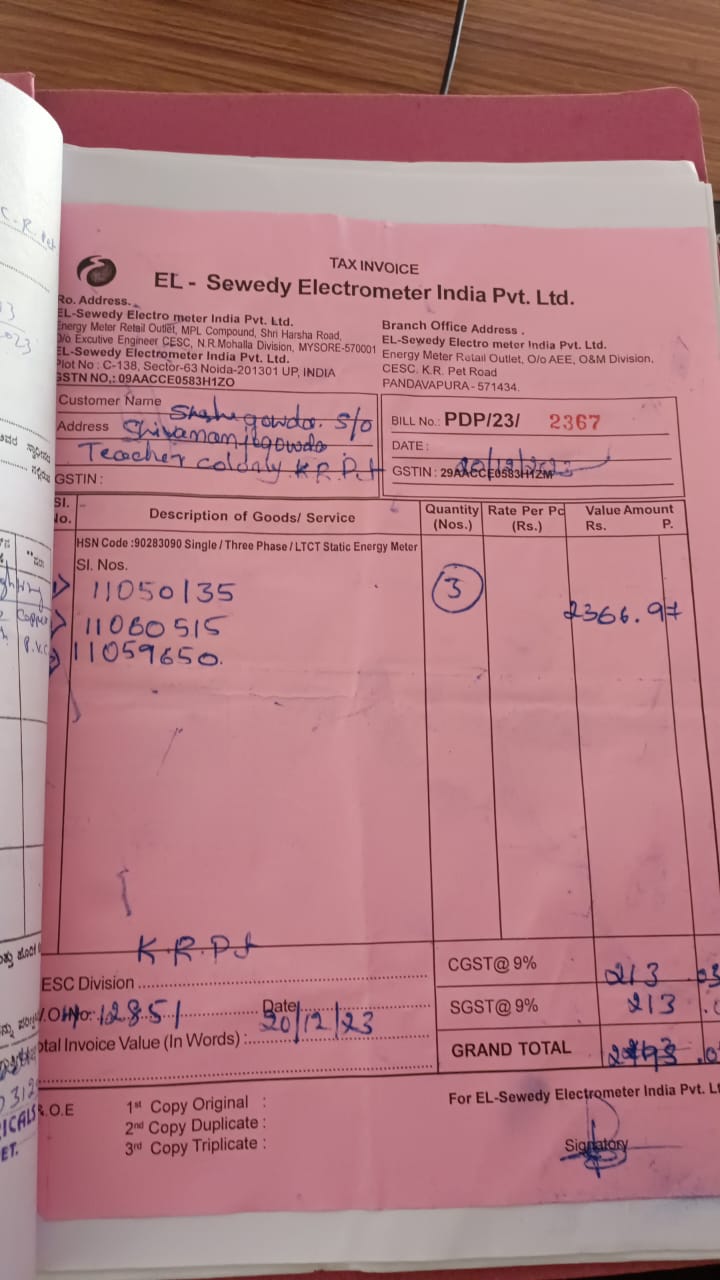 TAX INVOICE
EL - Sewedy Electrometer India Pvt. Ltd.
Ro. Address.
EL-Sewedy Electro meter India Pvt. Ltd.
Energy Meter Retail Outlet, MPL Compound, Shri Harsha Road,
O/o Excutive Engineer CESC, N.R.Mohalla Division, MYSORE-570001
EL-Sewedy Electrometer India Pvt. Ltd.
Plot No : C-138, Sector-63 Noida-201301 UP, INDIA
GSTN NO,: 09AACCE0583H1ZO
Branch Office Address .
EL-Sewedy Electro meter India Pvt. Ltd.
Energy Meter Retail Outlet, O/o AEE, O&M Division,
CESC. K.R. Pet Road
PANDAVAPURA - 571434.
Customer Name S/o
Address
Teacher colony K.R.Pet
GSTIN :
BILL No.: PDP/23/ 2367
DATE : 20/12/2023
GSTIN : 29AACCE0583H1ZM
Sl. No. Description of Goods/ Service Quantity (Nos.) Rate Per Pc (Rs.) Value Amount Rs. P.
HSN Code :90283090 Single / Three Phase / LTCT Static Energy Meter
Sl. Nos.
1> 11050135 3 2366.97
11060515
11059650.
K.R.Pet
ESC Division
12851 Date 20/12/23
otal Invoice Value (In Words) :
CGST@ 9% 213 03
SGST@ 9% 213
GRAND TOTAL
.O.E
1st Copy Original :
2nd Copy Duplicate :
3rd Copy Triplicate :
For EL-Sewedy Electrometer India Pvt. Lt
Signatory